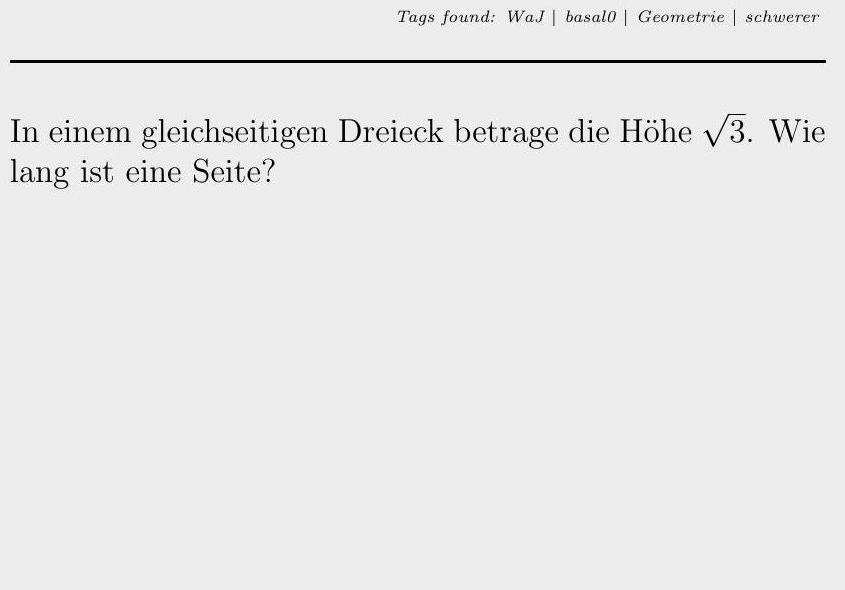 Tags found: WaJ | basal0 | Geometrie | schwerer
In einem gleichseitigen Dreieck betrage die Höhe √3. Wie
lang ist eine Seite?